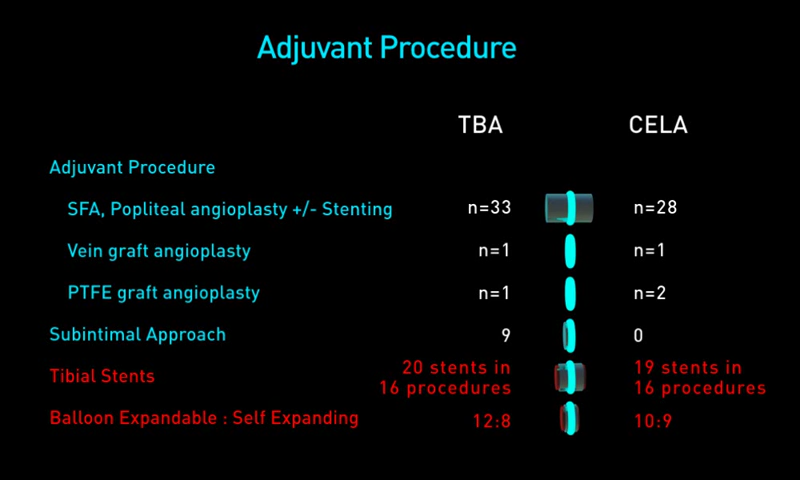 Adjuvant Procedure
TBA CELA
Adjuvant Procedure
SFA, Popliteal angioplasty +/- Stenting n=33 n=28
Vein graft angioplasty n=1 n=1
PTFE graft angioplasty n=1 n=2
Subintimal Approach 9 0
Tibial Stents 20 stents in 16 procedures 19 stents in 16 procedures
Balloon Expandable : Self Expanding 12:8 10:9